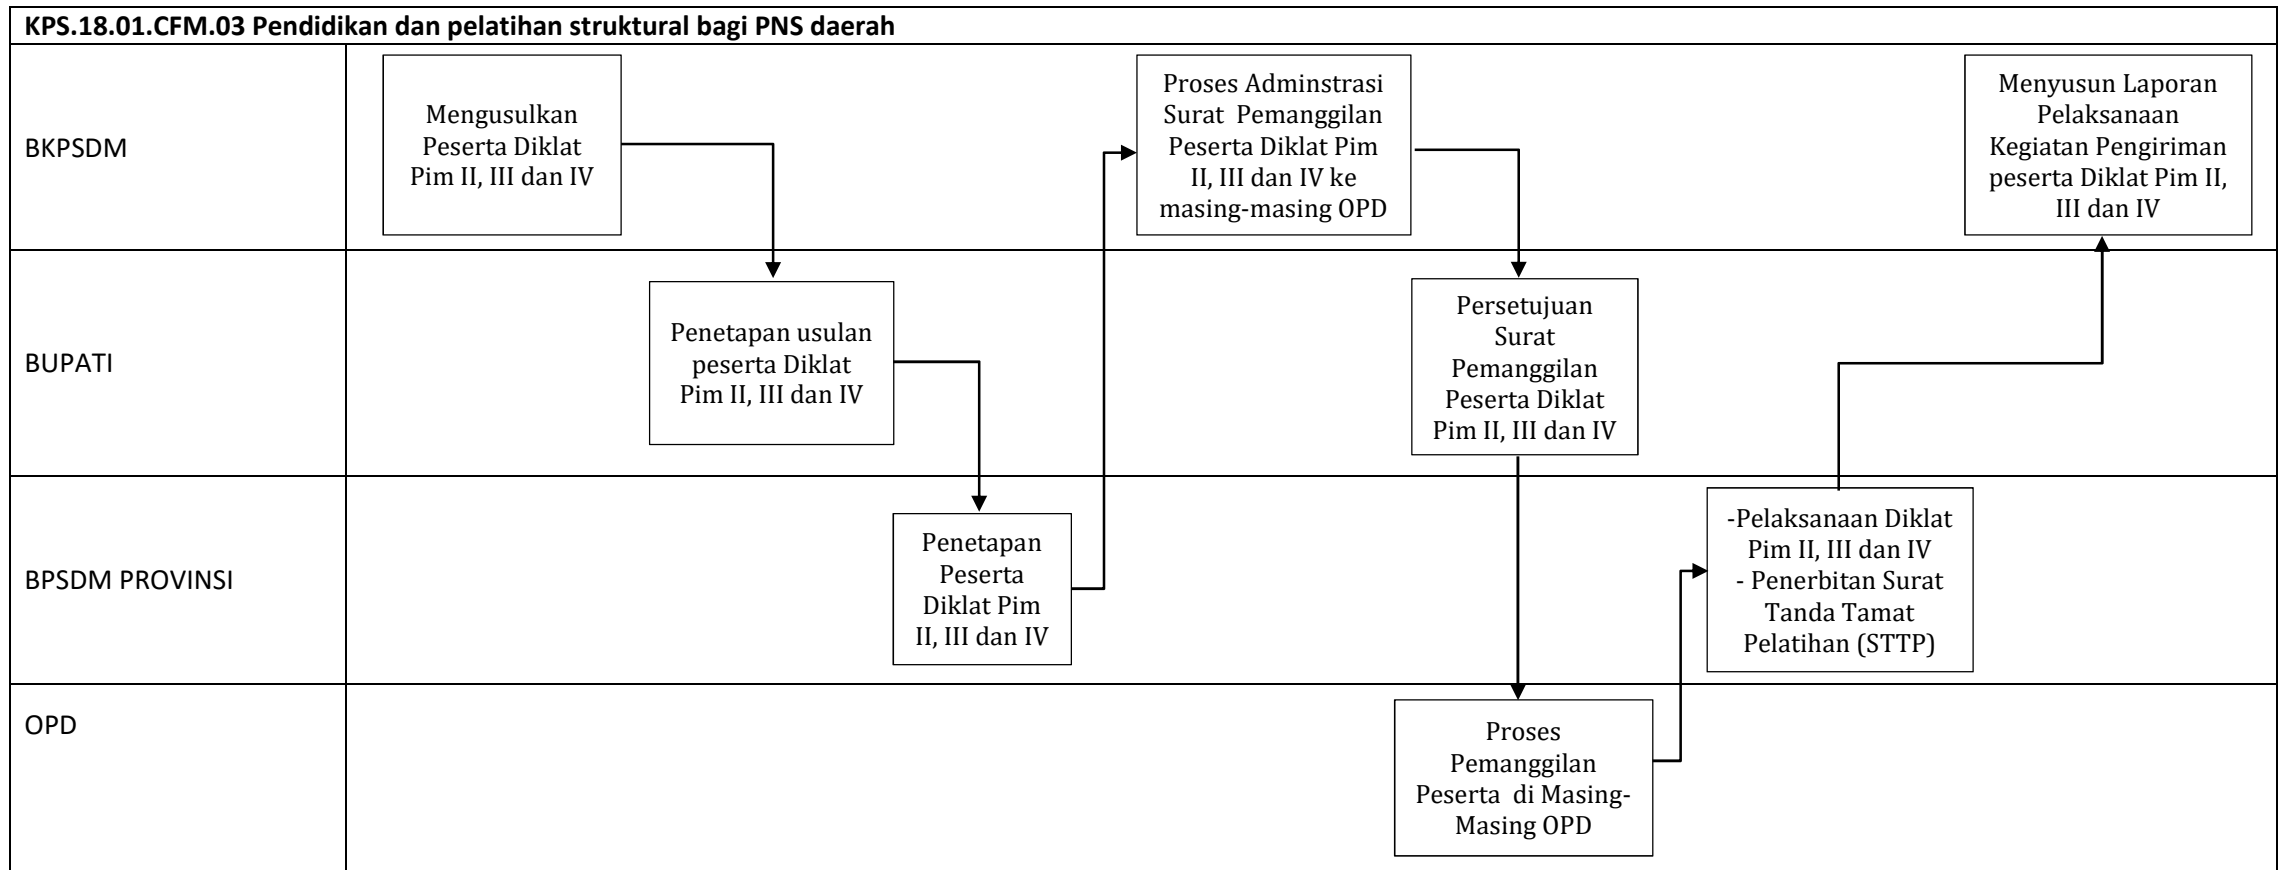 KPS.18.01.CFM.03 Pendidikan dan pelatihan struktural bagi PNS daerah
BKPSDM
Mengusulkan
Peserta Diklat
Pim II, III dan IV
Proses Adminstrasi
Surat  Pemanggilan
Peserta Diklat Pim
II, III dan IV ke
masing-masing OPD
Menyusun Laporan
Pelaksanaan
Kegiatan Pengiriman
peserta Diklat Pim II,
III dan IV
BUPATI
Penetapan usulan
peserta Diklat
Pim II, III dan IV
Persetujuan
Surat
Pemanggilan
Peserta Diklat
Pim II, III dan IV
BPSDM PROVINSI
Penetapan
Peserta
Diklat Pim
II, III dan IV
-Pelaksanaan Diklat
Pim II, III dan IV
- Penerbitan Surat
Tanda Tamat
Pelatihan (STTP)
OPD
Proses
Pemanggilan
Peserta  di Masing-
Masing OPD